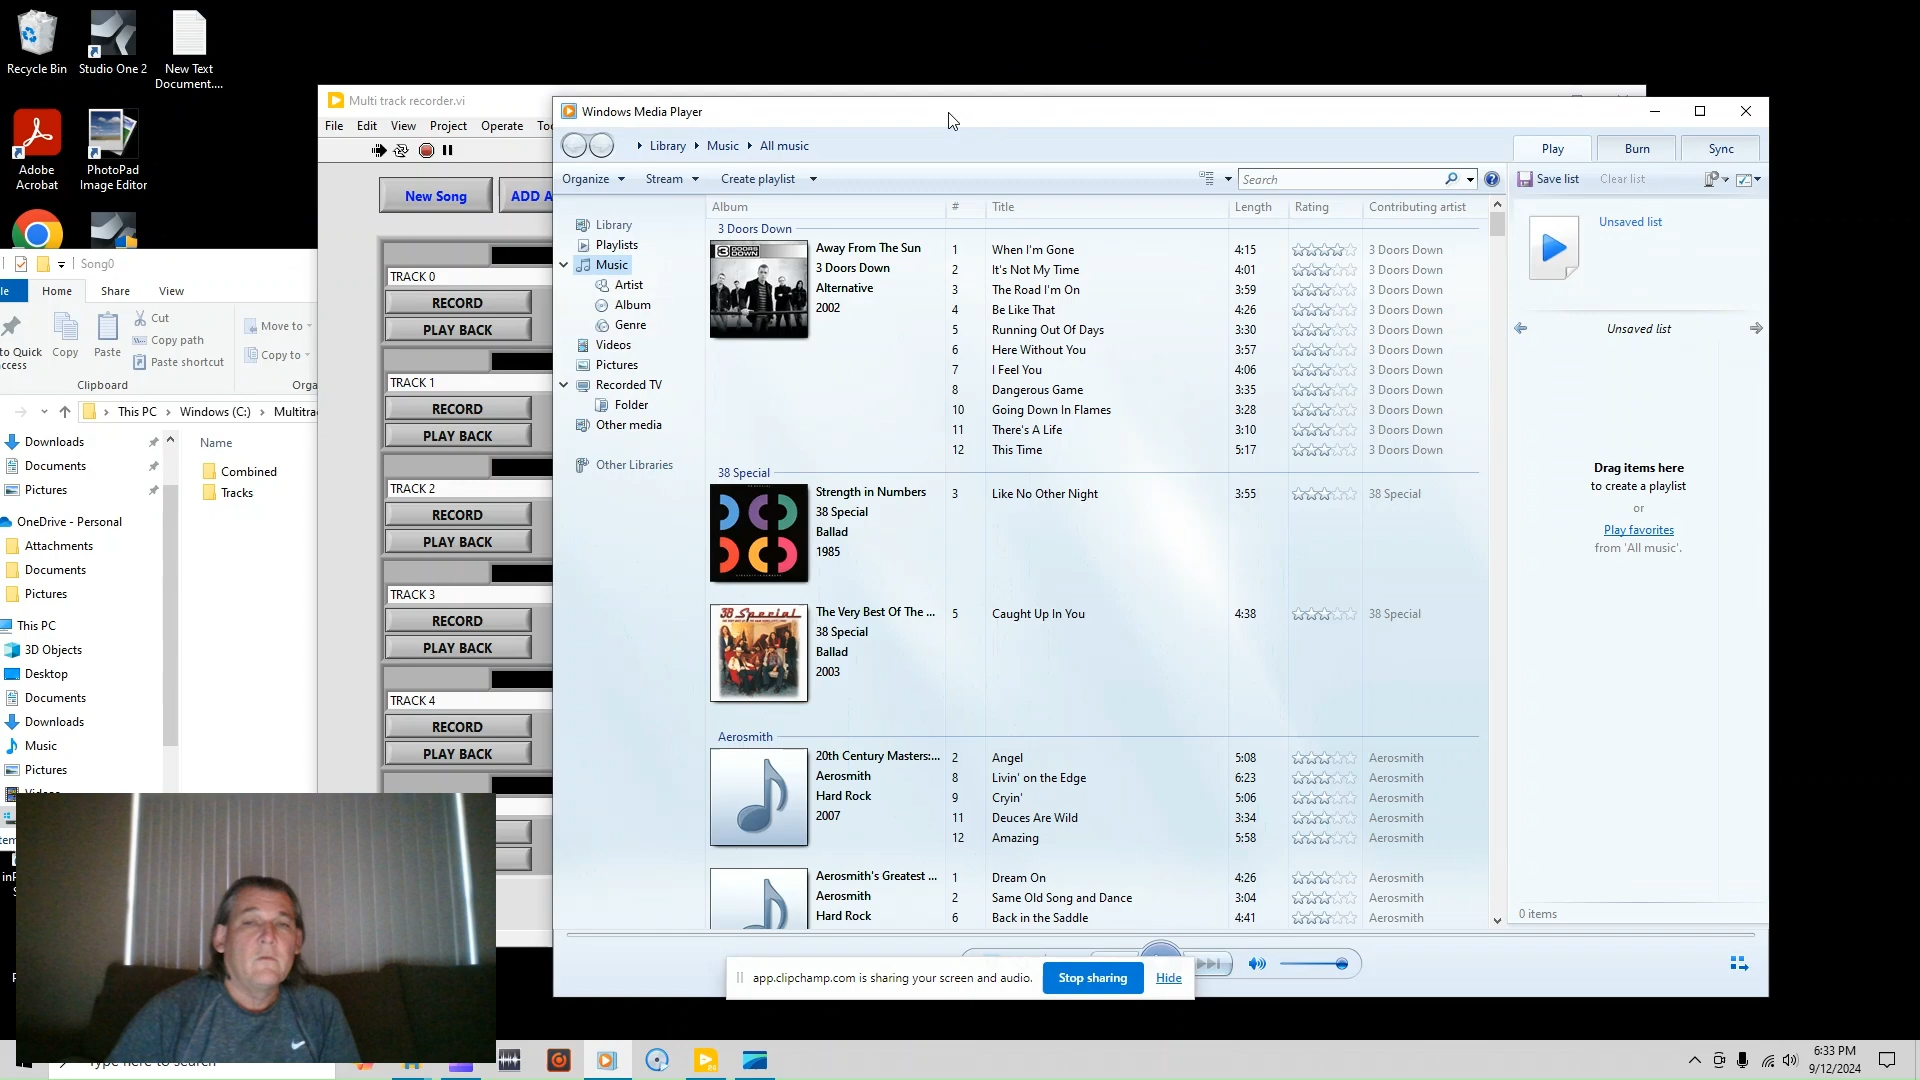 Recycle Bin
Studio One 2
New Text
Document....
Adobe
Acrobat
PhotoPad
Image Editor
Multi track recorder.vi
File Edit View Project Operate
New Song
ADD A
TRACK 0
RECORD
PLAY BACK
TRACK 1
RECORD
PLAY BACK
TRACK 2
RECORD
PLAY BACK
TRACK 3
RECORD
PLAY BACK
TRACK 4
RECORD
PLAY BACK
Song0
Home Share View
Cut
Copy path
Paste shortcut
Copy
Paste
Move to
Copy to
Clipboard
This PC Windows (C:)
Downloads
Documents
Pictures
OneDrive - Personal
Attachments
Documents
Pictures
This PC
3D Objects
Desktop
Documents
Downloads
Music
Pictures
Name
Combined
Tracks
Windows Media Player
Library Music All music
Play Burn Sync
Organize Stream Create playlist
Search
Save list Clear list
Library
Playlists
Music
Artist
Album
Genre
Videos
Pictures
Recorded TV
Folder
Other media
Other Libraries
Album # Title Length Rating Contributing artist
3 Doors Down
3 DOORS DOWN
Away From The Sun
3 Doors Down
Alternative
2002
1 When I'm Gone 4:15 3 Doors Down
2 It's Not My Time 4:01 3 Doors Down
3 The Road I'm On 3:59 3 Doors Down
4 Be Like That 4:26 3 Doors Down
5 Running Out Of Days 3:30 3 Doors Down
6 Here Without You 3:57 3 Doors Down
7 I Feel You 4:06 3 Doors Down
8 Dangerous Game 3:35 3 Doors Down
10 Going Down In Flames 3:28 3 Doors Down
11 There's A Life 3:10 3 Doors Down
12 This Time 5:17 3 Doors Down
38 Special
Strength in Numbers
38 Special
Ballad
1985
3 Like No Other Night 3:55 38 Special
38 Special
The Very Best Of The ...
38 Special
Ballad
2003
5 Caught Up In You 4:38 38 Special
Aerosmith
20th Century Masters:...
Aerosmith
Hard Rock
2007
2 Angel 5:08 Aerosmith
8 Livin' on the Edge 6:23 Aerosmith
9 Cryin' 5:06 Aerosmith
11 Deuces Are Wild 3:34 Aerosmith
12 Amazing 5:58 Aerosmith
Aerosmith's Greatest ...
Aerosmith
Hard Rock
1 Dream On 4:26 Aerosmith
2 Same Old Song and Dance 3:04 Aerosmith
6 Back in the Saddle 4:41 Aerosmith
Unsaved list
Unsaved list
Drag items here
to create a playlist
or
Play favorites
from 'All music'.
0 items
app.clipchamp.com is sharing your screen and audio.
Stop sharing
Hide
6:33 PM
9/12/2024